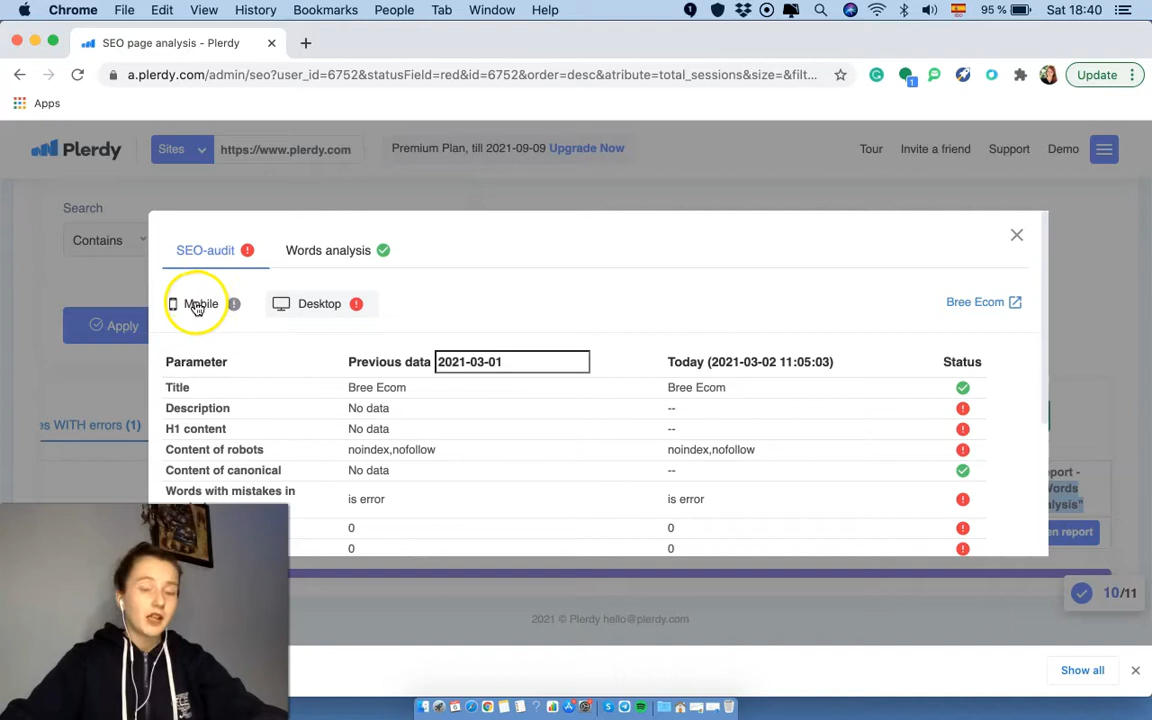 Chrome File Edit View History Bookmarks People Tab Window Help 95 % Sat 18:40
SEO page analysis - Plerdy
a.plerdy.com/admin/seo?user_id=6752&statusField=red&id=6752&order=desc&atribute=total_sessions&size=&filt...
1
Update
Apps
Plerdy
Sites
https://www.plerdy.com
Premium Plan, till 2021-09-09 Upgrade Now
Tour
Invite a friend
Support
Demo
Search
Contains
Apply
es WITH errors (1)
SEO-audit
Words analysis
Mobile
Desktop
Bree Ecom
Parameter Previous data 2021-03-01 Today (2021-03-02 11:05:03) Status
Title Bree Ecom Bree Ecom
Description No data --
H1 content No data --
Content of robots noindex,nofollow noindex,nofollow
Content of canonical No data --
Words with mistakes in
is error is error
0 0
0 0
port -
Words
alysis"
en report
10/11
2021 © Plerdy hello@plerdy.com
Show all